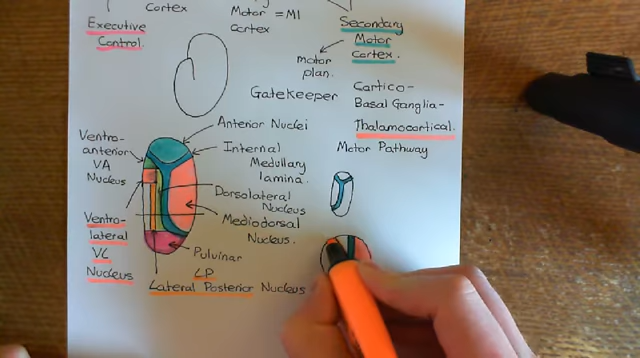 Cortex
Motor = M1
Cortex
Executive
Control.
Secondary
Motor
Cortex.
Motor
plan.
Gatekeeper
Cortico-
Basal Ganglia-
Thalamocortical.
Motor Pathway
Anterior Nuclei
Internal
Medullary
lamina.
Dorsolateral
Nucleus
Mediodorsal
Nucleus.
Pulvinar
LP
Lateral Posterior Nucleus
Ventro-
anterior
VA
Nucleus
Ventro-
lateral
VL
Nucleus